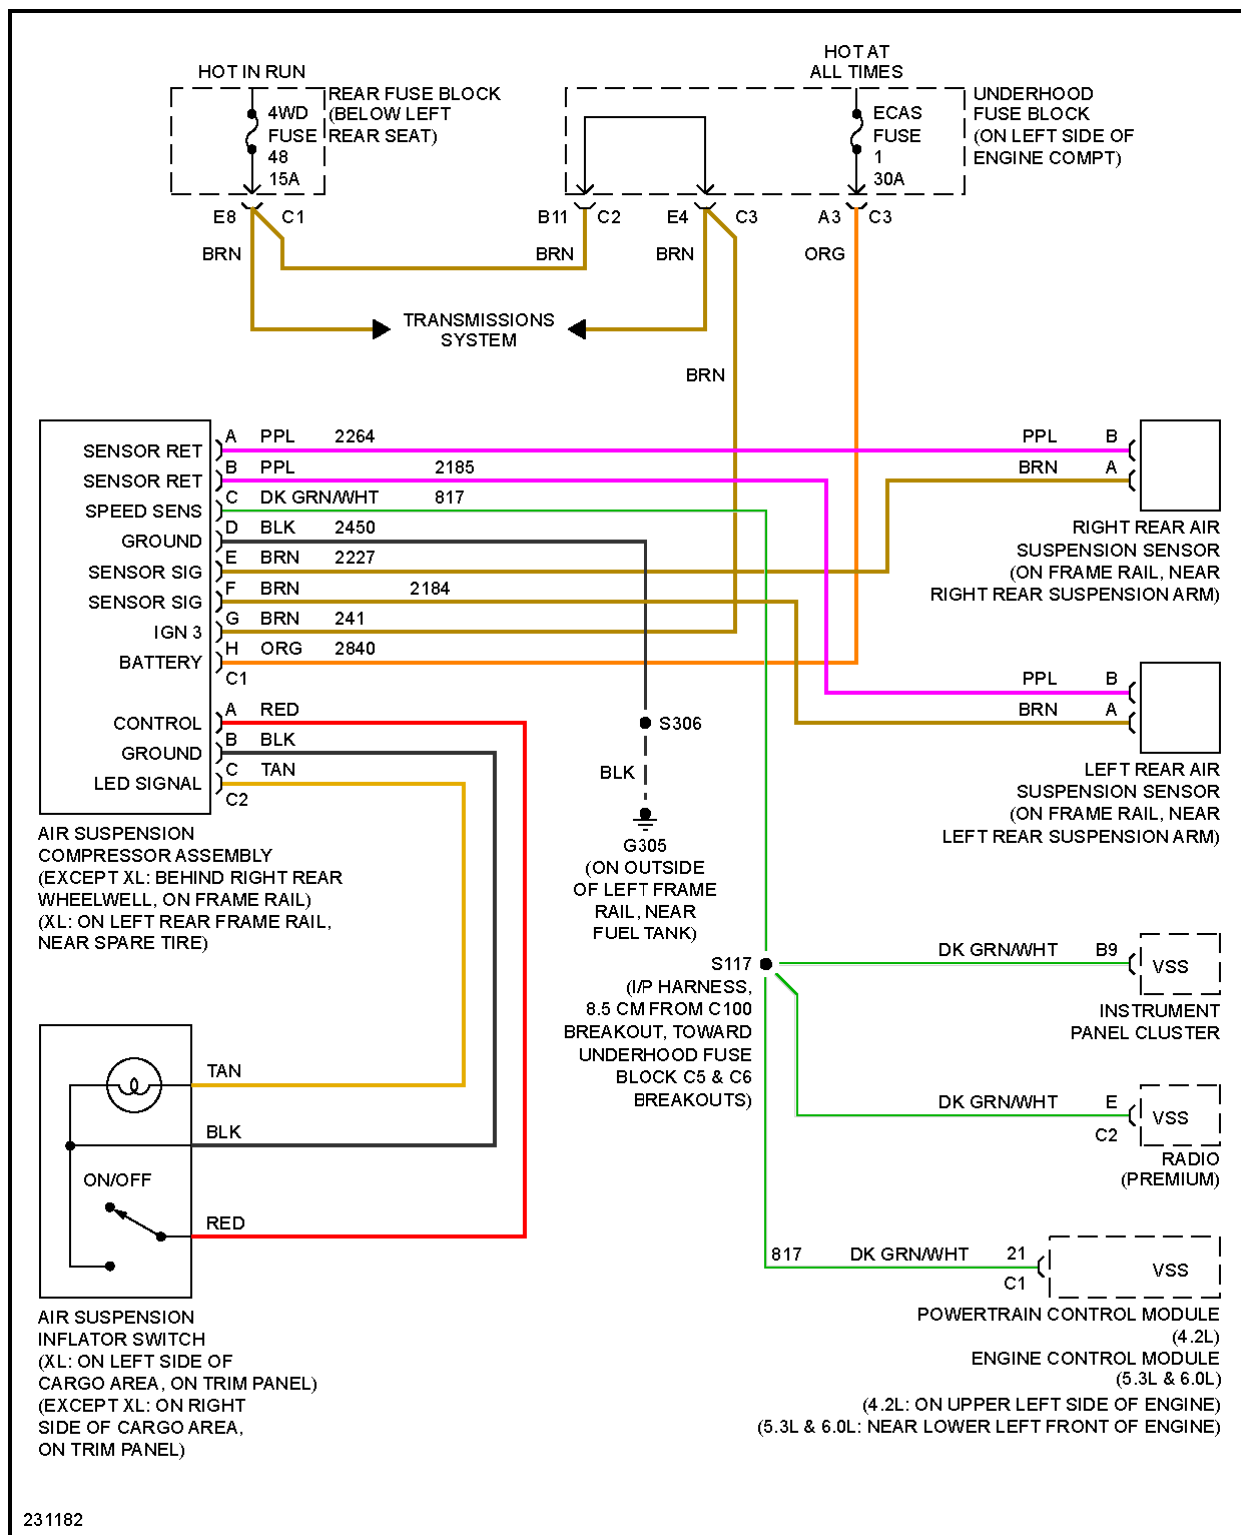 HOT IN RUN
REAR FUSE BLOCK
(BELOW LEFT
REAR SEAT)
4WD
FUSE
48
15A
HOT AT
ALL TIMES
ECAS
FUSE
1
30A
UNDERHOOD
FUSE BLOCK
(ON LEFT SIDE OF
ENGINE COMPT)
E8 C1
B11 C2
E4 C3
A3 C3
BRN
BRN
BRN
ORG
TRANSMISSIONS
SYSTEM
BRN
SENSOR RET A PPL 2264
SENSOR RET B PPL 2185
SPEED SENS C DK GRN/WHT 817
GROUND D BLK 2450
SENSOR SIG E BRN 2227
SENSOR SIG F BRN 2184
IGN 3 G BRN 241
BATTERY H ORG 2840
C1
CONTROL A RED
GROUND B BLK
LED SIGNAL C TAN
C2
AIR SUSPENSION
COMPRESSOR ASSEMBLY
(EXCEPT XL: BEHIND RIGHT REAR
WHEELWELL, ON FRAME RAIL)
(XL: ON LEFT REAR FRAME RAIL,
NEAR SPARE TIRE)
PPL B
BRN A
RIGHT REAR AIR
SUSPENSION SENSOR
(ON FRAME RAIL, NEAR
RIGHT REAR SUSPENSION ARM)
PPL B
BRN A
LEFT REAR AIR
SUSPENSION SENSOR
(ON FRAME RAIL, NEAR
LEFT REAR SUSPENSION ARM)
S306
BLK
G305
(ON OUTSIDE
OF LEFT FRAME
RAIL, NEAR
FUEL TANK)
S117
(I/P HARNESS,
8.5 CM FROM C100
BREAKOUT, TOWARD
UNDERHOOD FUSE
BLOCK C5 & C6
BREAKOUTS)
DK GRN/WHT B9
VSS
INSTRUMENT
PANEL CLUSTER
DK GRN/WHT E
C2
VSS
RADIO
(PREMIUM)
817 DK GRN/WHT 21
C1
VSS
POWERTRAIN CONTROL MODULE
(4.2L)
ENGINE CONTROL MODULE
(5.3L & 6.0L)
(4.2L: ON UPPER LEFT SIDE OF ENGINE)
(5.3L & 6.0L: NEAR LOWER LEFT FRONT OF ENGINE)
TAN
BLK
ON/OFF
RED
AIR SUSPENSION
INFLATOR SWITCH
(XL: ON LEFT SIDE OF
CARGO AREA, ON TRIM PANEL)
(EXCEPT XL: ON RIGHT
SIDE OF CARGO AREA,
ON TRIM PANEL)
231182